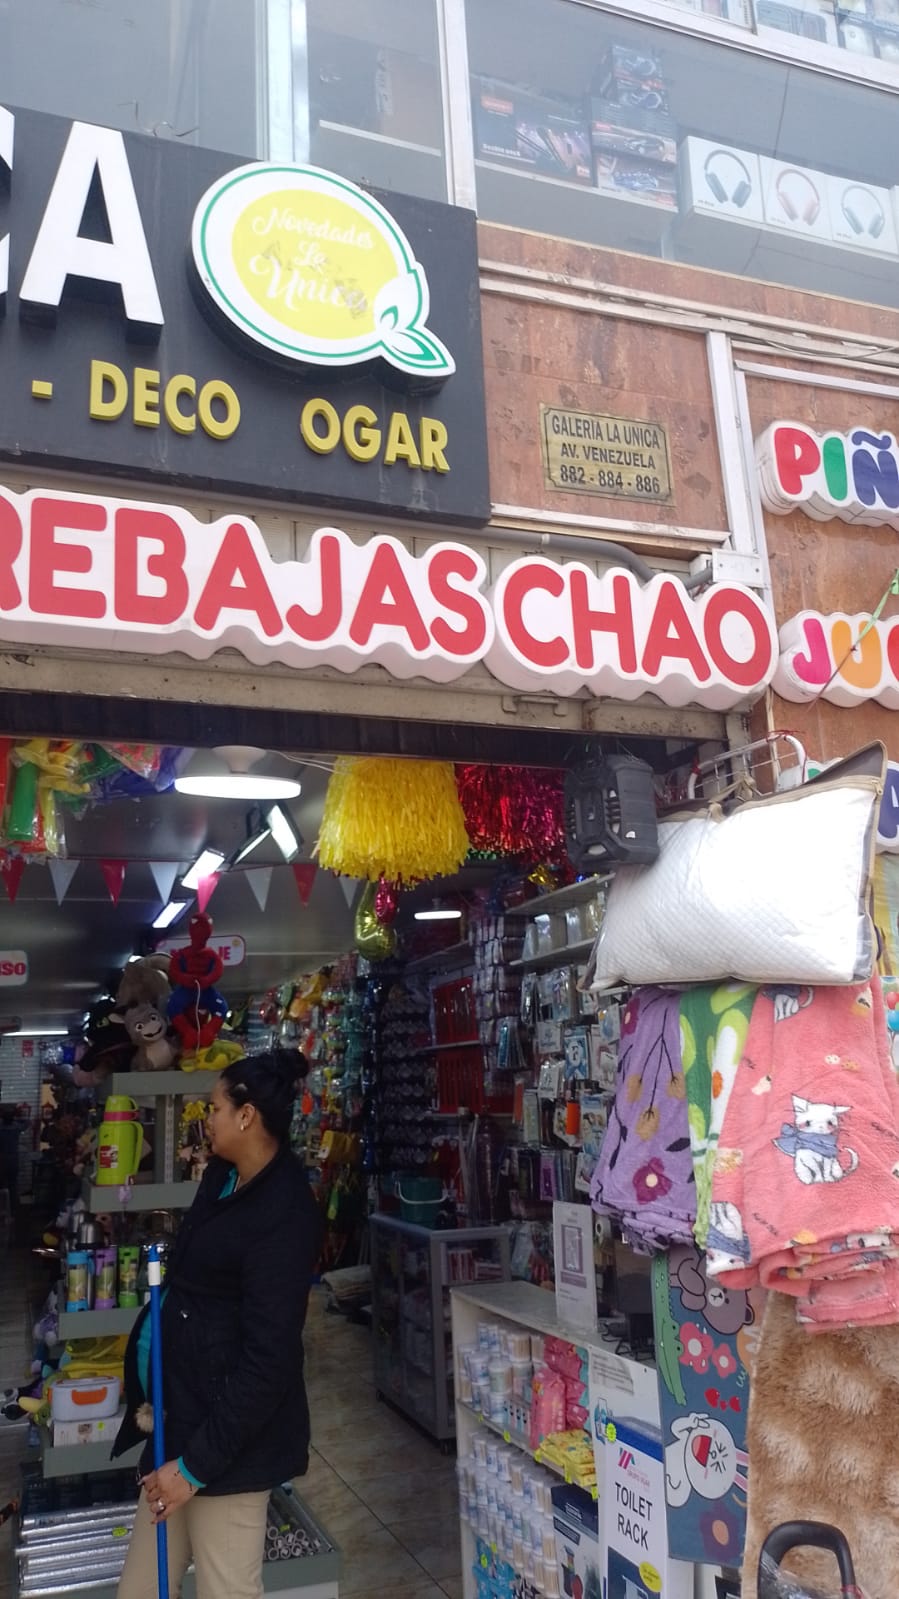 CA
Novedades
La
Unica
- DECO OGAR
GALERIA LA UNICA
AV. VENEZUELA
882 - 884 - 886
PIÑ
REBAJAS CHAO
JU
TOILET
RACK